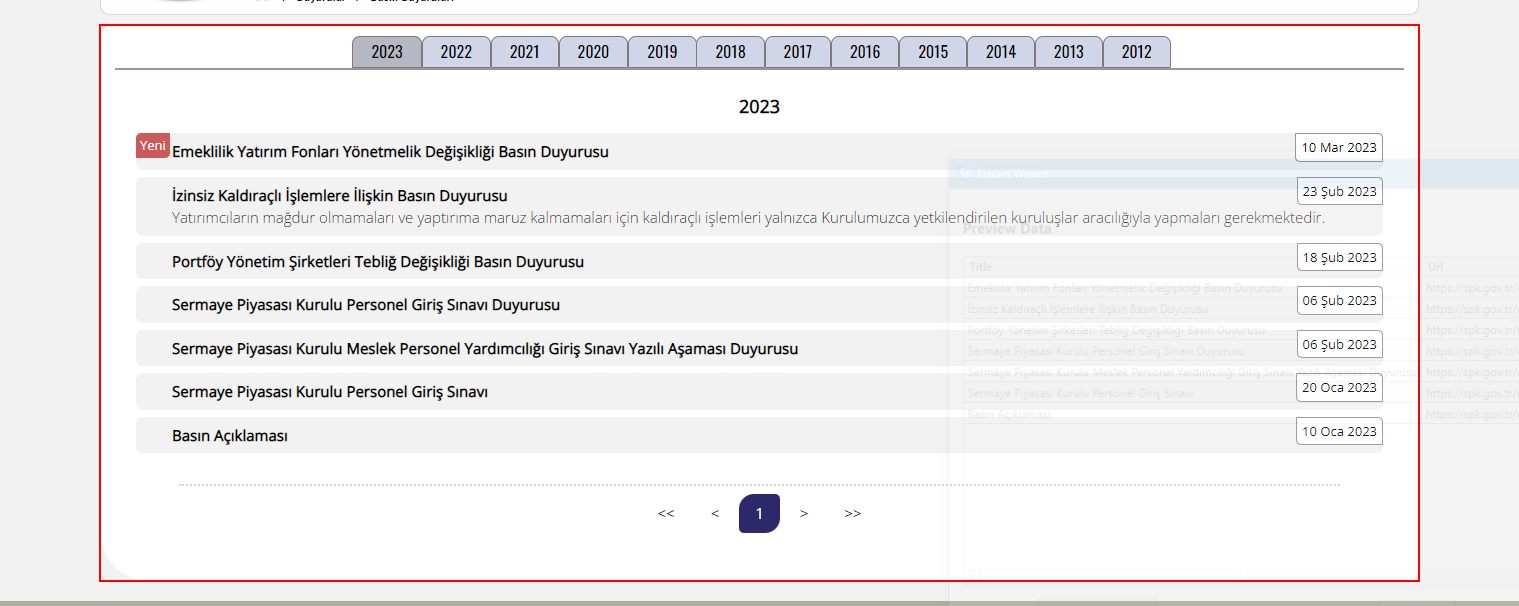 2023 2022 2021 2020 2019 2018 2017 2016 2015 2014 2013 2012
2023
Yeni Emeklilik Yatırım Fonları Yönetmelik Değişikliği Basın Duyurusu 10 Mar 2023
İzinsiz Kaldıraçlı İşlemlere İlişkin Basın Duyurusu 23 Şub 2023
Yatırımcıların mağdur olmamaları ve yaptırıma maruz kalmamaları için kaldıraçlı işlemleri yalnızca Kurulumuzca yetkilendirilen kuruluşlar aracılığıyla yapmaları gerekmektedir.
Portföy Yönetim Şirketleri Tebliğ Değişikliği Basın Duyurusu 18 Şub 2023
Sermaye Piyasası Kurulu Personel Giriş Sınavı Duyurusu 06 Şub 2023
Sermaye Piyasası Kurulu Meslek Personel Yardımcılığı Giriş Sınavı Yazılı Aşaması Duyurusu 06 Şub 2023
Sermaye Piyasası Kurulu Personel Giriş Sınavı 20 Oca 2023
Basın Açıklaması 10 Oca 2023
<< < 1 > >>
Extract Wizard
Preview Data
Title Url
Emeklilik Yatırım Fonları Yönetmelik Değişikliği Basın Duyurusu https://spk.gov.tr/
İzinsiz Kaldıraçlı İşlemlere İlişkin Basın Duyurusu https://spk.gov.tr/
Portföy Yönetim Şirketleri Tebliğ Değişikliği Basın Duyurusu https://spk.gov.tr/
Sermaye Piyasası Kurulu Personel Giriş Sınavı Duyurusu https://spk.gov.tr/
Sermaye Piyasası Kurulu Meslek Personel Yardımcılığı Giriş Sınavı Yazılı Aşaması Duyurusu https://spk.gov.tr/
Sermaye Piyasası Kurulu Personel Giriş Sınavı https://spk.gov.tr/
Basın Açıklaması https://spk.gov.tr/